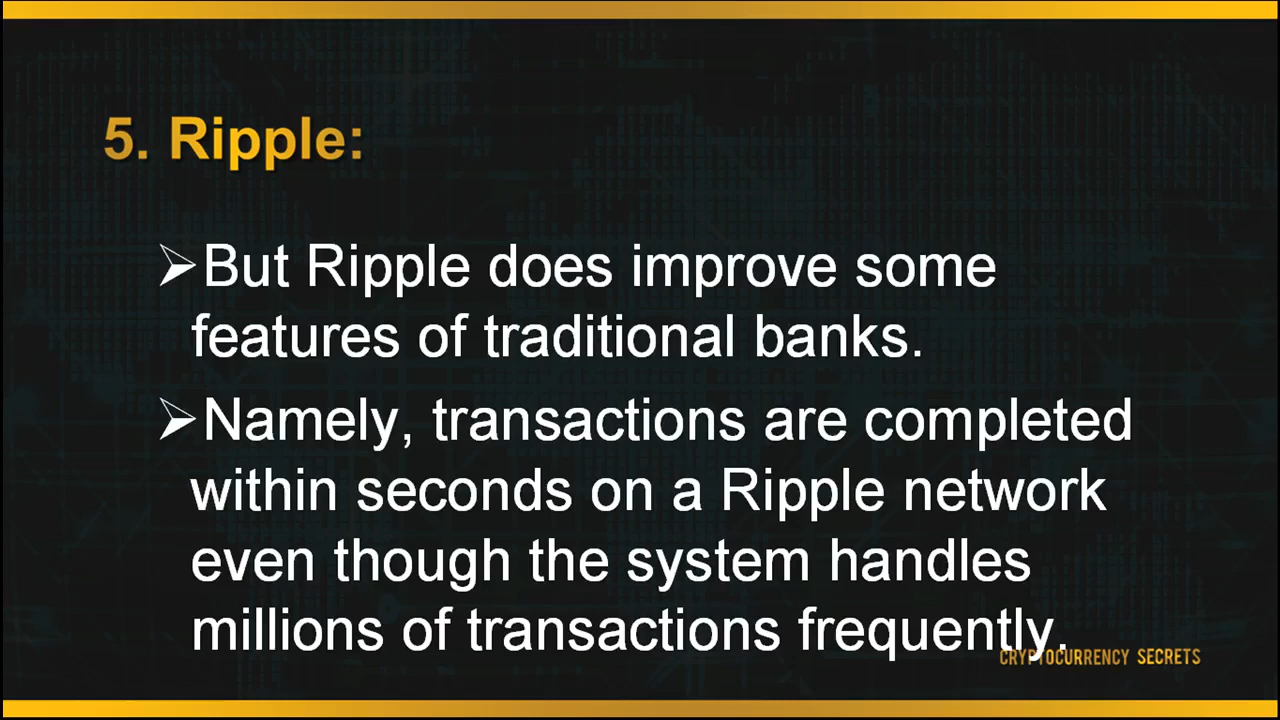 5. Ripple:
➢But Ripple does improve some
features of traditional banks.
➢Namely, transactions are completed
within seconds on a Ripple network
even though the system handles
millions of transactions frequently.
CRYPTOCURRENCY SECRETS